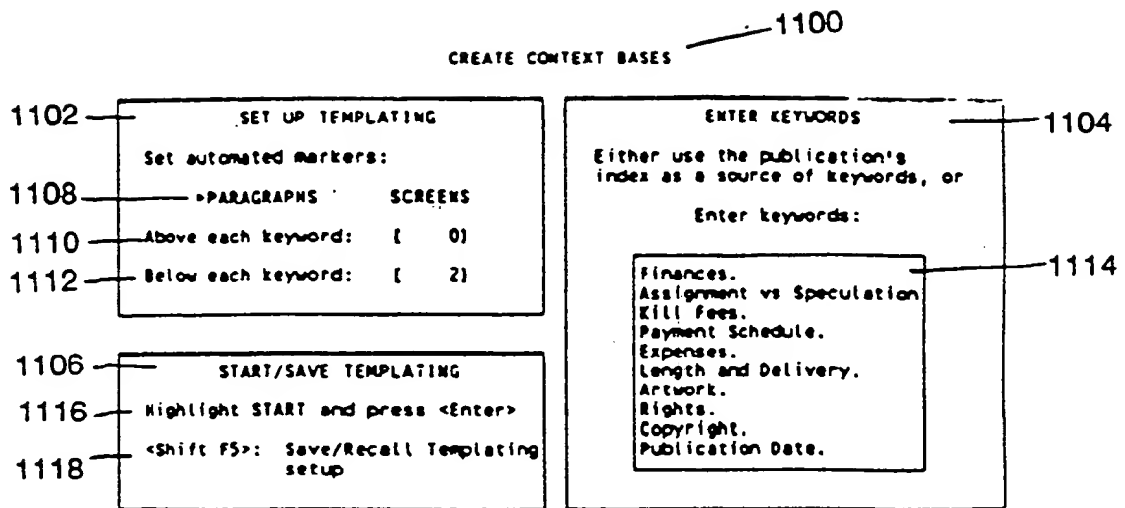 1100
CREATE CONTEXT BASES
1102
SET UP TEMPLATING
Set automated markers:
1108
▸PARAGRAPHS SCREENS
1110
Above each keyword: [ 0]
1112
Below each keyword: [ 2]
1106
START/SAVE TEMPLATING
1116
Highlight START and press <Enter>
1118
<Shift F5>: Save/Recall Templating
setup
ENTER KEYWORDS
1104
Either use the publication's
index as a source of keywords, or
Enter keywords:
1114
Finances.
Assignment vs Speculation
Kill Fees.
Payment Schedule.
Expenses.
Length and Delivery.
Artwork.
Rights.
Copyright.
Publication Date.